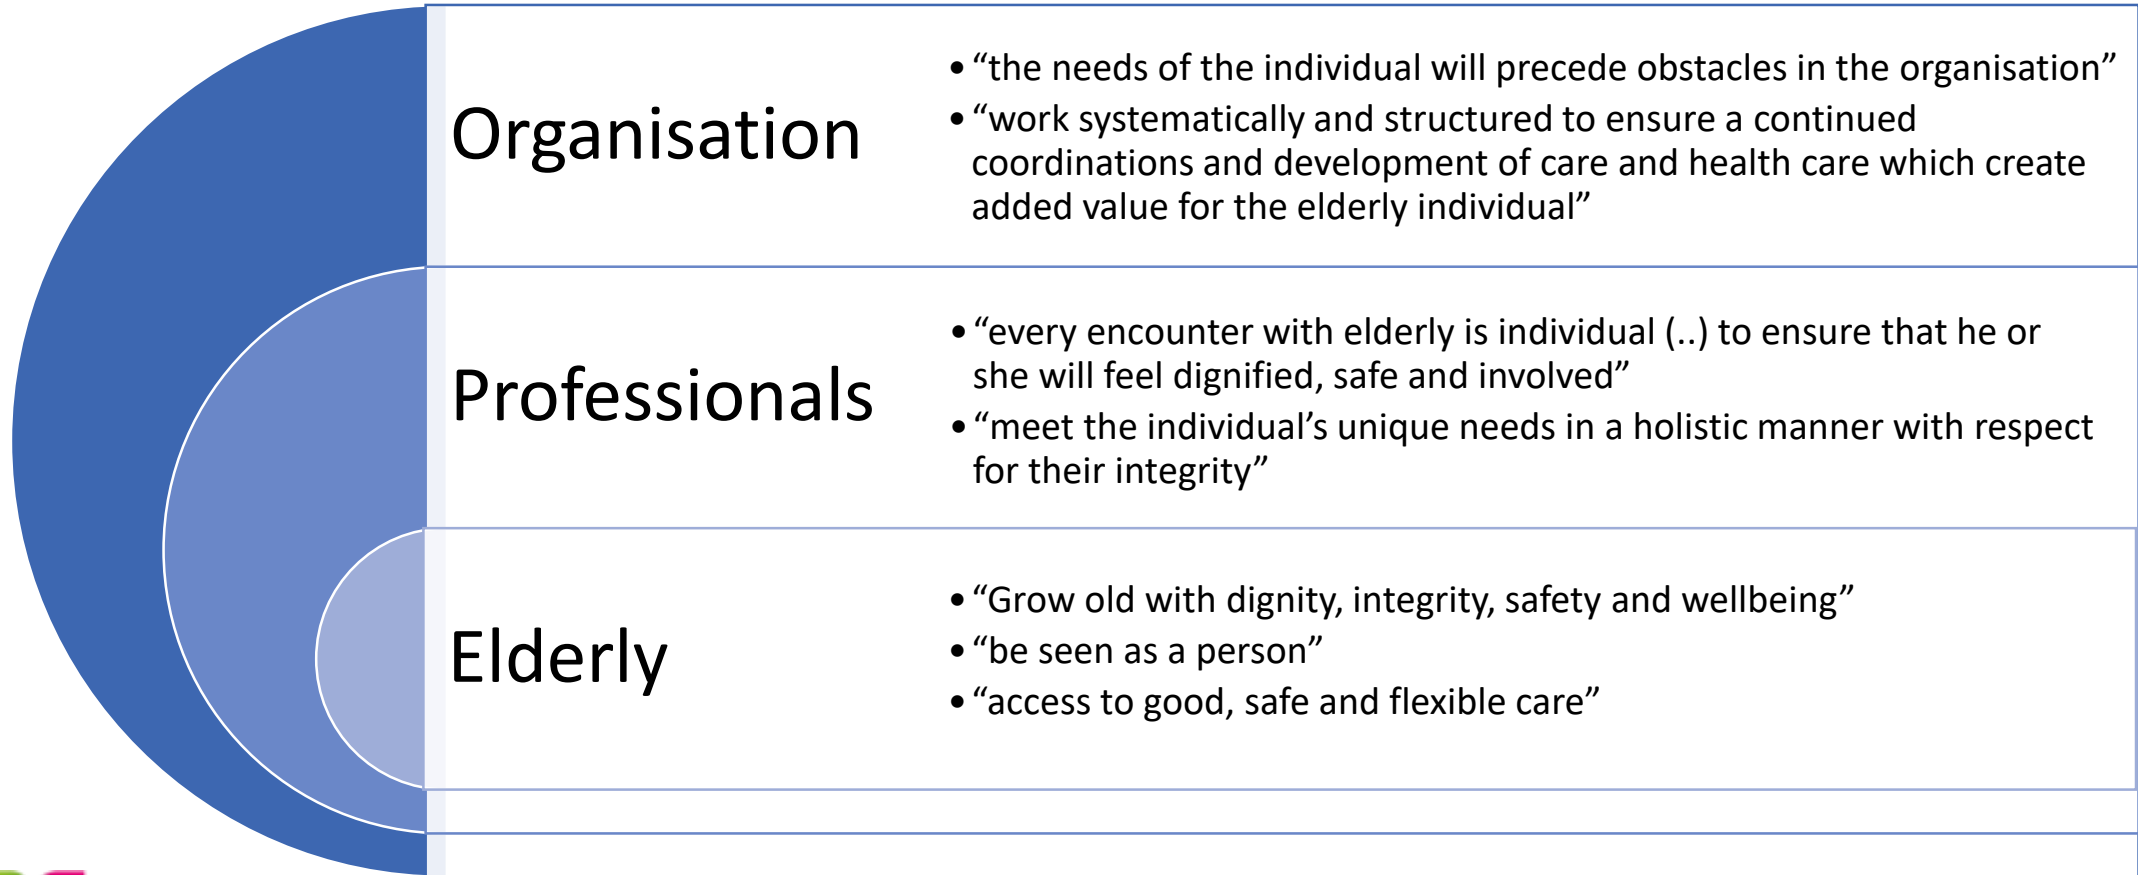 Organisation
• “the needs of the individual will precede obstacles in the organisation”
• “work systematically and structured to ensure a continued
coordinations and development of care and health care which create
added value for the elderly individual”
Professionals
• “every encounter with elderly is individual (..) to ensure that he or
she will feel dignified, safe and involved”
• “meet the individual’s unique needs in a holistic manner with respect
for their integrity”
Elderly
• “Grow old with dignity, integrity, safety and wellbeing”
• “be seen as a person”
• “access to good, safe and flexible care”